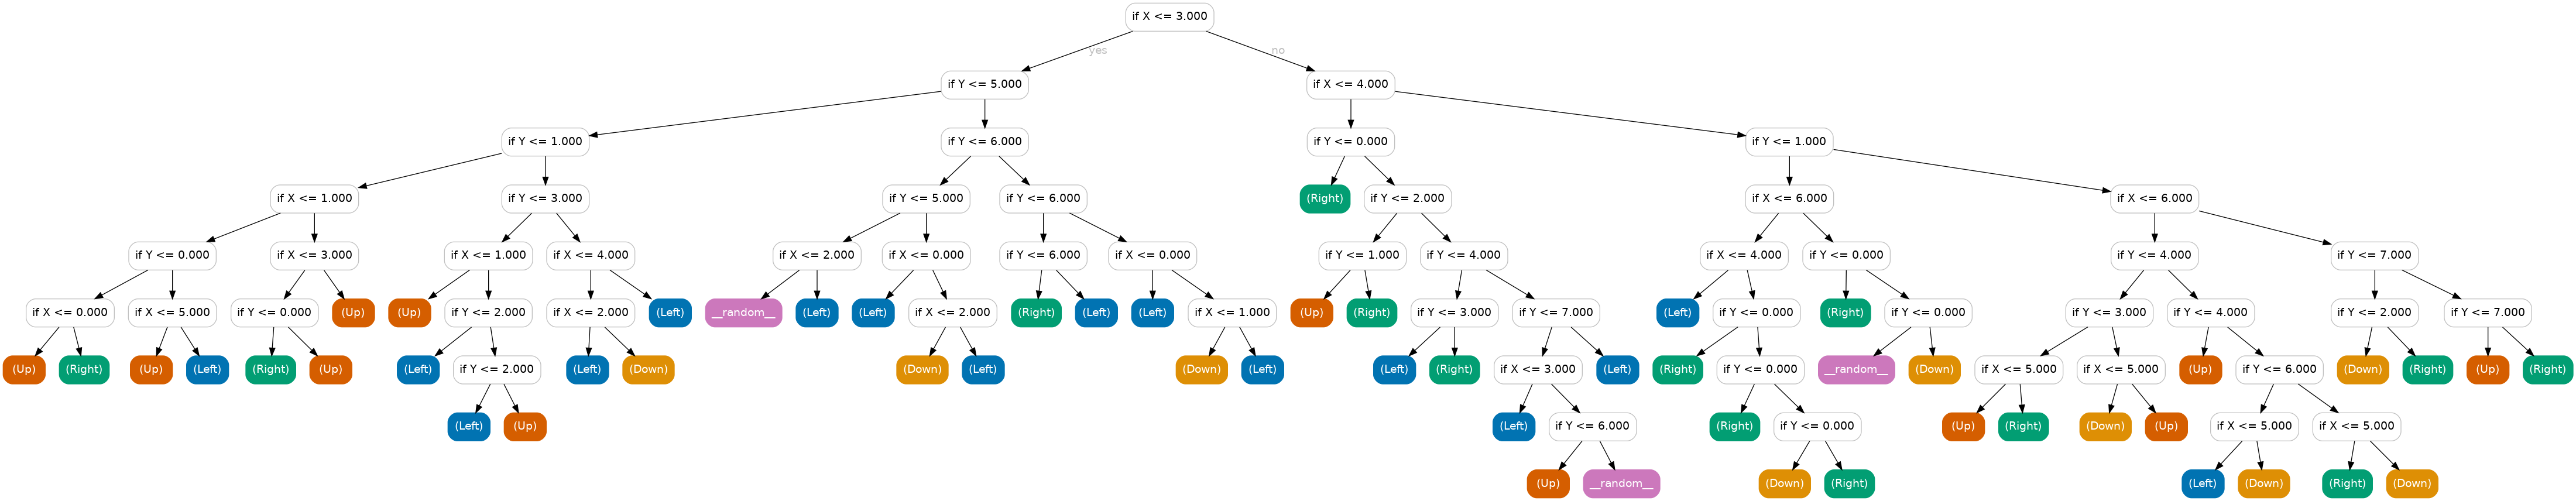 if X <= 3.000
yes
no
if Y <= 5.000
if X <= 4.000
if Y <= 1.000
if Y <= 6.000
if Y <= 0.000
if Y <= 1.000
if X <= 1.000
if Y <= 3.000
if Y <= 5.000
if Y <= 6.000
(Right)
if Y <= 2.000
if X <= 6.000
if X <= 6.000
if Y <= 0.000
if X <= 3.000
if X <= 1.000
if X <= 4.000
if X <= 2.000
if X <= 0.000
if Y <= 6.000
if X <= 0.000
if Y <= 1.000
if Y <= 4.000
if X <= 4.000
if Y <= 0.000
if Y <= 4.000
if Y <= 7.000
if X <= 0.000
if X <= 5.000
if Y <= 0.000
(Up)
(Up)
if Y <= 2.000
if X <= 2.000
(Left)
__random__
(Left)
(Left)
if X <= 2.000
(Right)
(Left)
(Left)
if X <= 1.000
(Up)
(Right)
if Y <= 3.000
if Y <= 7.000
(Left)
if Y <= 0.000
(Right)
if Y <= 0.000
if Y <= 3.000
if Y <= 4.000
if Y <= 2.000
if Y <= 7.000
(Up)
(Right)
(Up)
(Left)
(Right)
(Up)
(Left)
if Y <= 2.000
(Left)
(Down)
(Down)
(Left)
(Down)
(Left)
(Left)
(Right)
if X <= 3.000
(Left)
(Right)
if Y <= 0.000
__random__
(Down)
if X <= 5.000
if X <= 5.000
(Up)
if Y <= 6.000
(Down)
(Right)
(Up)
(Right)
(Left)
(Up)
(Left)
if Y <= 6.000
(Right)
if Y <= 0.000
(Up)
(Right)
(Down)
(Up)
if X <= 5.000
if X <= 5.000
(Up)
__random__
(Down)
(Right)
(Left)
(Down)
(Right)
(Down)